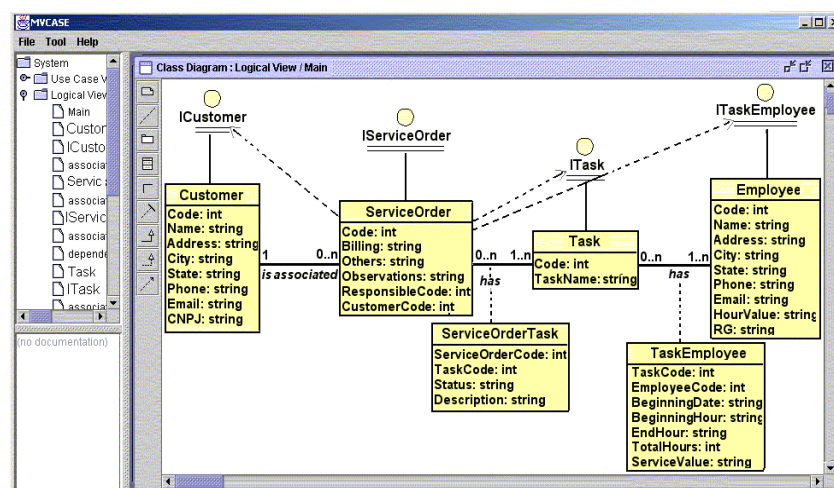 MVCASE
File Tool Help
System
Use Case V
Logical View
Main
Custom
ICusto
associa
Servic
associa
IServic
associa
depende
Task
ITask
associa
(no documentation)
Class Diagram : Logical View / Main
ICustomer
IServiceOrder
ITask
ITaskEmployee
Customer
Code: int
Name: string
Address: string
City: string
State: string
Phone: string
Email: string
CNPJ: string
1 0..n
is associated
ServiceOrder
Code: int
Billing: string
Others: string
Observations: string
ResponsibleCode: int
CustomerCode: int
0..n 1..n
has
Task
Code: int
TaskName: string
0..n 1..n
has
Employee
Code: int
Name: string
Address: string
City: string
State: string
Phone: string
Email: string
HourValue: string
RG: string
ServiceOrderTask
ServiceOrderCode: int
TaskCode: int
Status: string
Description: string
TaskEmployee
TaskCode: int
EmployeeCode: int
BeginningDate: string
BeginningHour: string
EndHour: string
TotalHours: int
ServiceValue: string